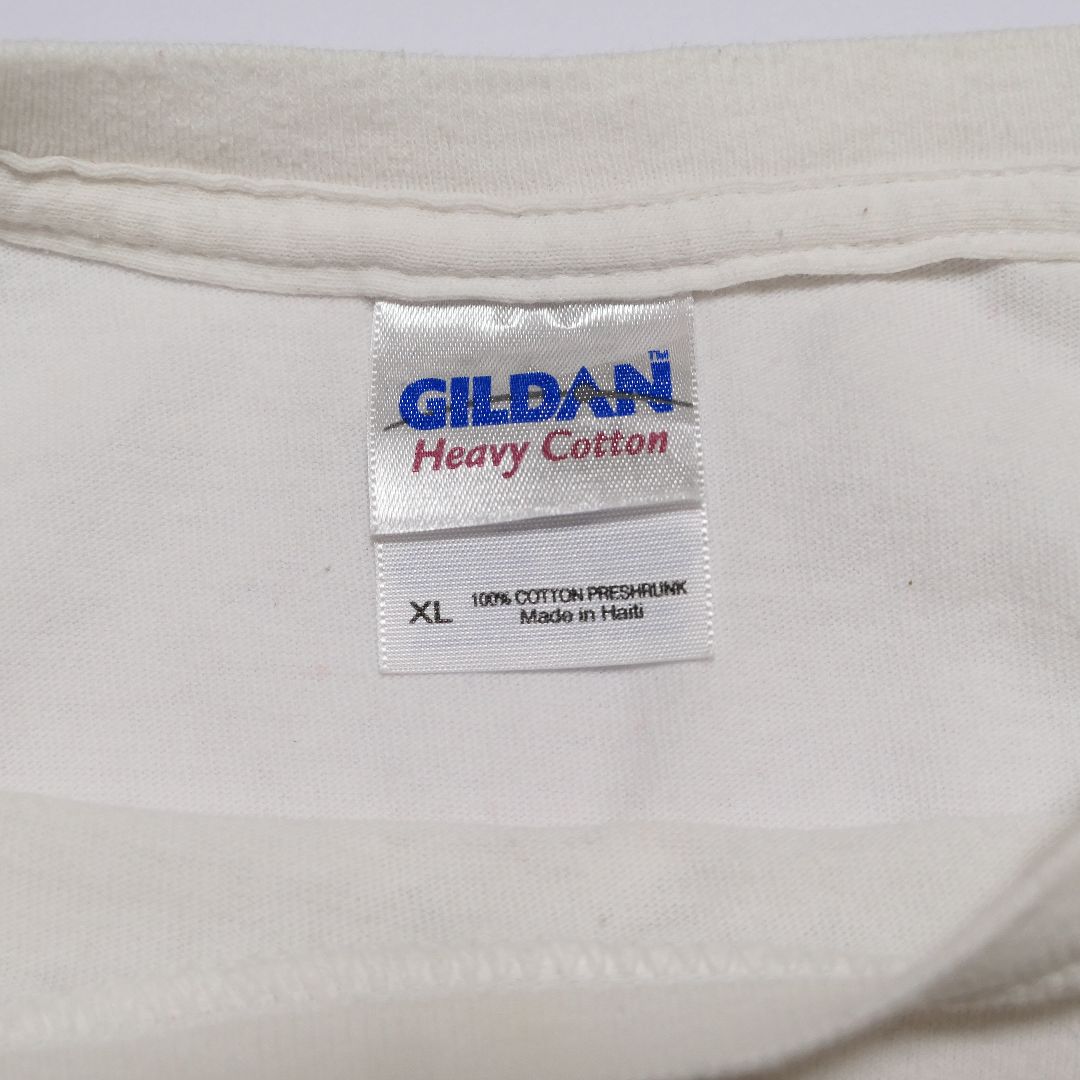 GILDAN™
Heavy Cotton
XL
100% COTTON PRESHRUNK
Made in Haiti